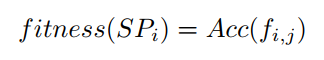 fitness(SP_i) = Acc(f_{i,j})